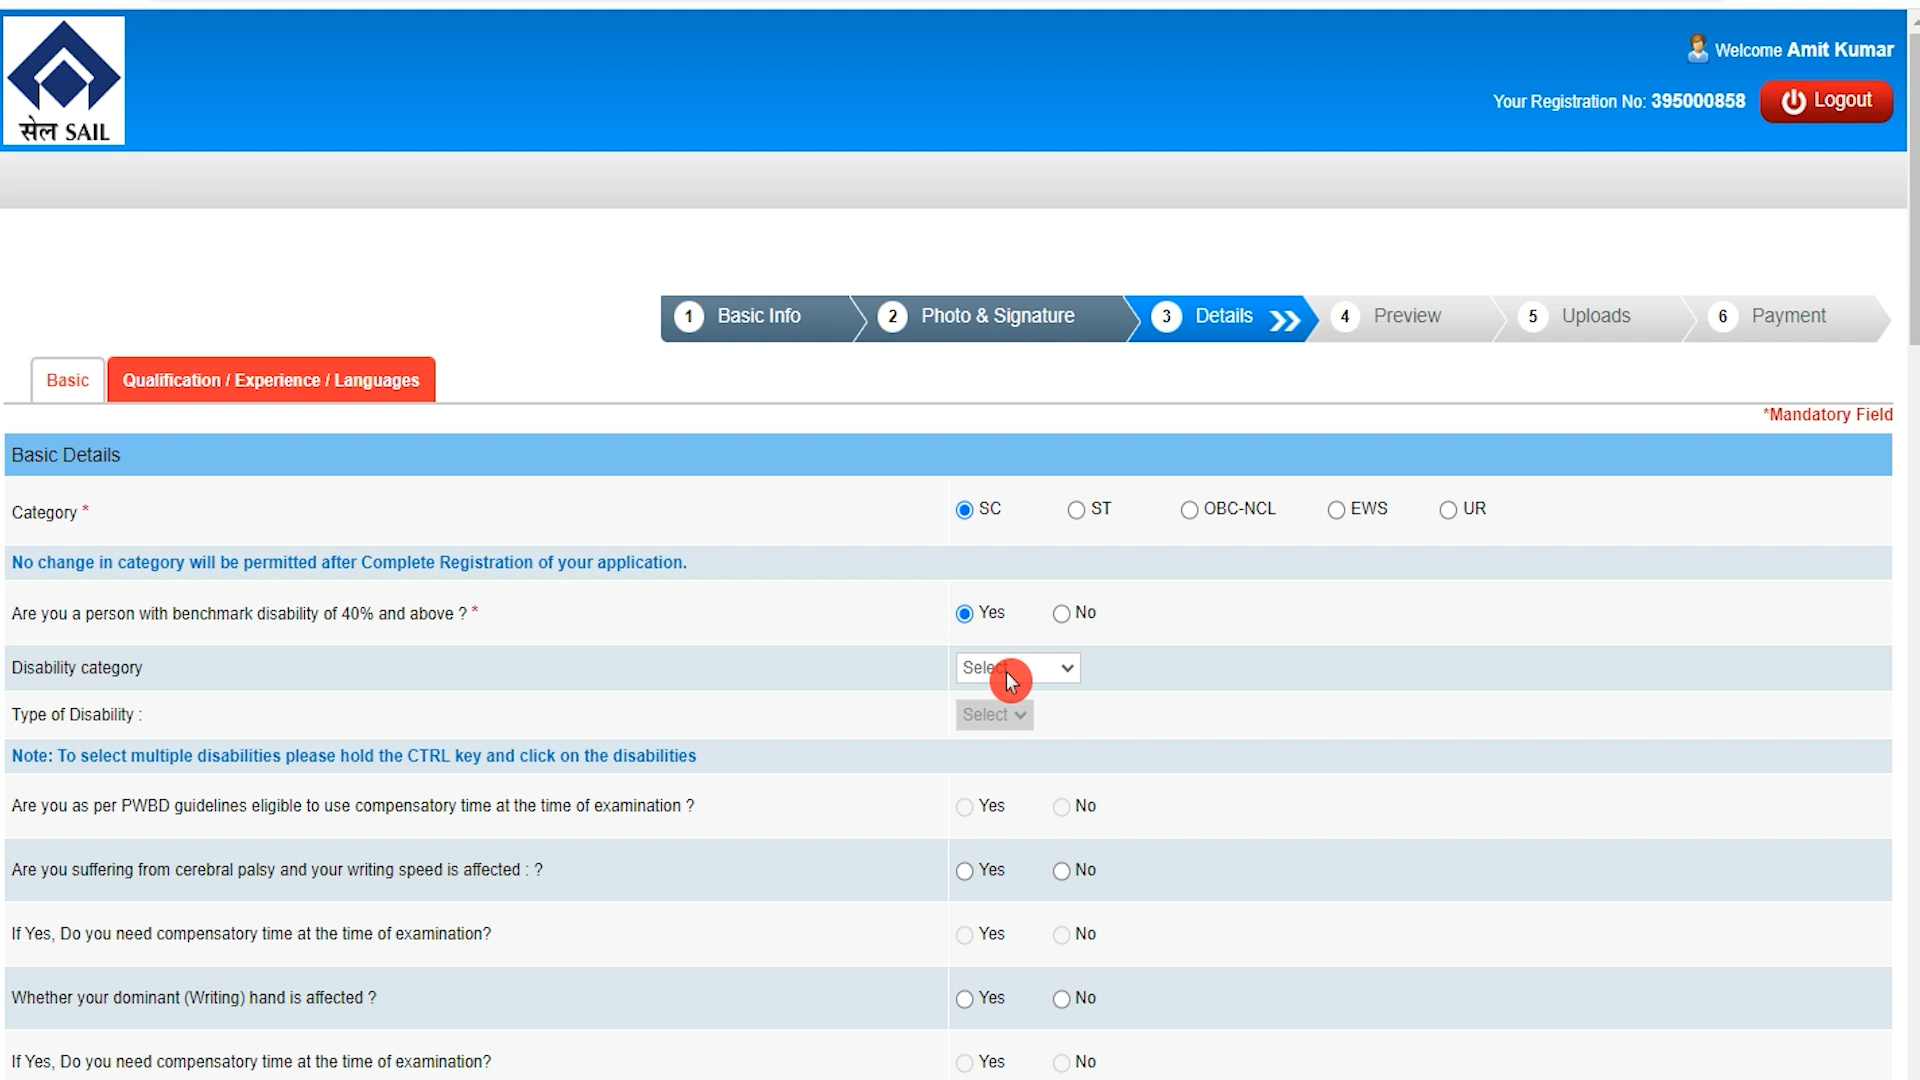 सेल SAIL
Welcome Amit Kumar
Your Registration No: 395000858
Logout
1 Basic Info 2 Photo & Signature 3 Details 4 Preview 5 Uploads 6 Payment
Basic Qualification / Experience / Languages
*Mandatory Field
Basic Details
Category * SC ST OBC-NCL EWS UR
No change in category will be permitted after Complete Registration of your application.
Are you a person with benchmark disability of 40% and above ? * Yes No
Disability category Select
Type of Disability : Select
Note: To select multiple disabilities please hold the CTRL key and click on the disabilities
Are you as per PWBD guidelines eligible to use compensatory time at the time of examination ? Yes No
Are you suffering from cerebral palsy and your writing speed is affected : ? Yes No
If Yes, Do you need compensatory time at the time of examination? Yes No
Whether your dominant (Writing) hand is affected ? Yes No
If Yes, Do you need compensatory time at the time of examination? Yes No